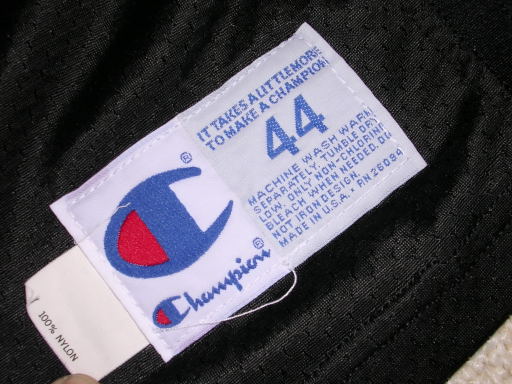 IT TAKES A LITTLE MORE
TO MAKE A CHAMPION
44
MACHINE WASH WARM
SEPARATELY. TUMBLE DRY
LOW. ONLY NON-CHLORINE
BLEACH WHEN NEEDED. DO
NOT IRON DESIGN.
MADE IN U.S.A. • RN 26094
®
Champion®
100% NYLON